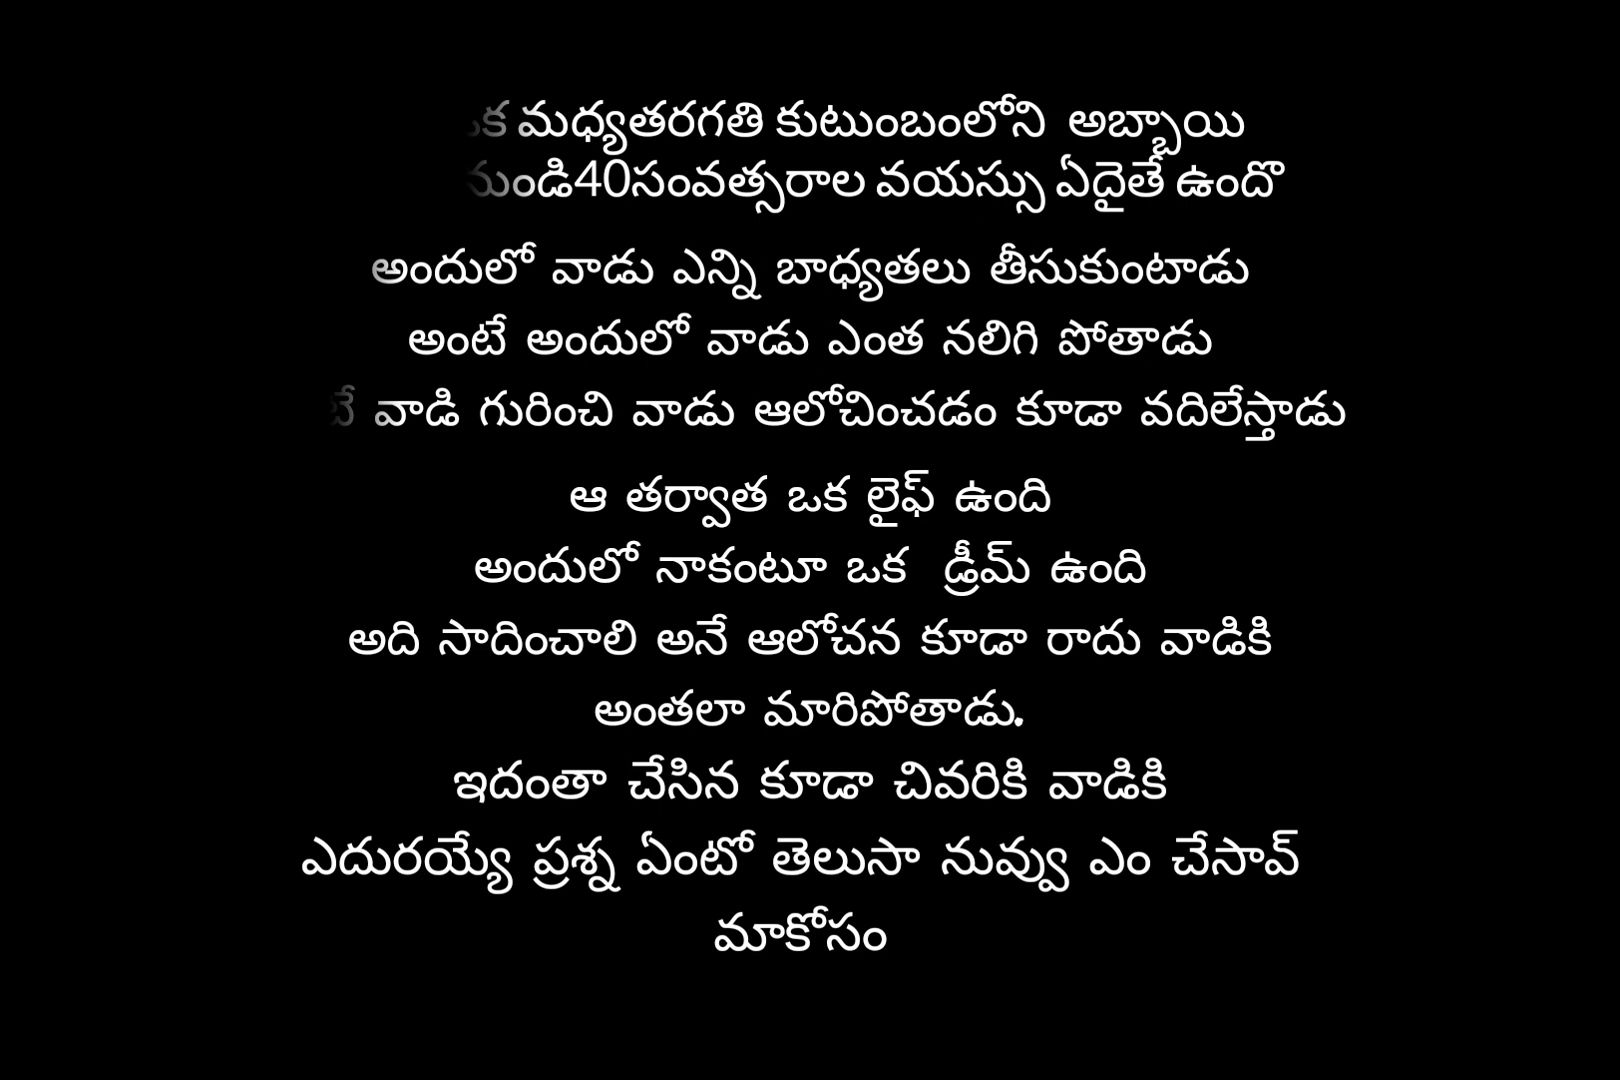 మధ్యతరగతి కుటుంబంలోని అబ్బాయి
నుండి40సంవత్సరాల వయస్సు ఏదైతే ఉందొ
అందులో వాడు ఎన్ని బాధ్యతలు తీసుకుంటాడు
అంటే అందులో వాడు ఎంత నలిగి పోతాడు
వాడి గురించి వాడు ఆలోచించడం కూడా వదిలేస్తాడు
ఆ తర్వాత ఒక లైఫ్ ఉంది
అందులో నాకంటూ ఒక డ్రీమ్ ఉంది
అది సాదించాలి అనే ఆలోచన కూడా రాదు వాడికి
అంతలా మారిపోతాడు.
ఇదంతా చేసిన కూడా చివరికి వాడికి
ఎదురయ్యే ప్రశ్న ఏంటో తెలుసా నువ్వు ఎం చేసావ్
మాకోసం